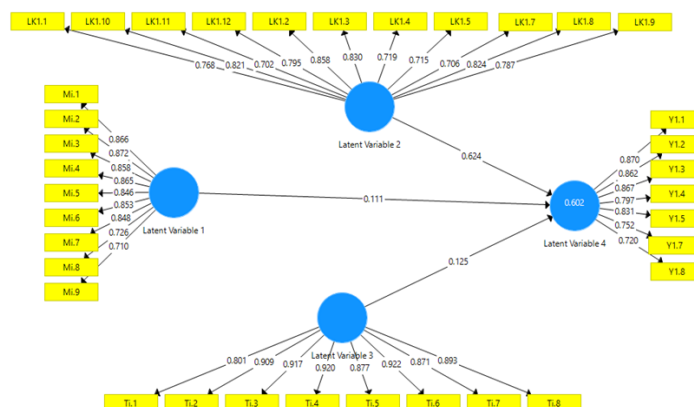 LK1.1 LK1.10 LK1.11 LK1.12 LK1.2 LK1.3 LK1.4 LK1.5 LK1.7 LK1.8 LK1.9
0.768 0.821 0.702 0.795 0.858 0.830 0.719 0.715 0.706 0.824 0.787
Latent Variable 2
Mi.1
Mi.2
Mi.3
Mi.4
Mi.5
Mi.6
Mi.7
Mi.8
Mi.9
0.866
0.872
0.858
0.865
0.846
0.853
0.848
0.726
0.710
Latent Variable 1
0.624
0.111
0.125
0.602
Latent Variable 4
0.870
0.862
0.867
0.797
0.831
0.752
0.720
Y1.1
Y1.2
Y1.3
Y1.4
Y1.5
Y1.7
Y1.8
Latent Variable 3
0.801 0.909 0.917 0.920 0.877 0.922 0.871 0.893
Ti.1 Ti.2 Ti.3 Ti.4 Ti.5 Ti.6 Ti.7 Ti.8